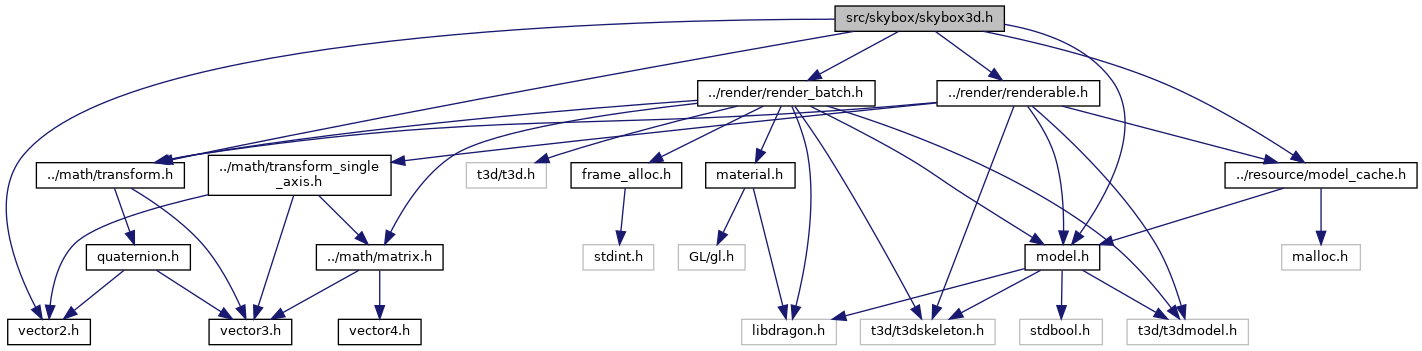 src/skybox/skybox3d.h
../render/render_batch.h
../render/renderable.h
../math/transform.h
../math/transform_single
_axis.h
t3d/t3d.h
frame_alloc.h
material.h
../resource/model_cache.h
quaternion.h
../math/matrix.h
stdint.h
GL/gl.h
model.h
malloc.h
vector2.h
vector3.h
vector4.h
libdragon.h
t3d/t3dskeleton.h
stdbool.h
t3d/t3dmodel.h